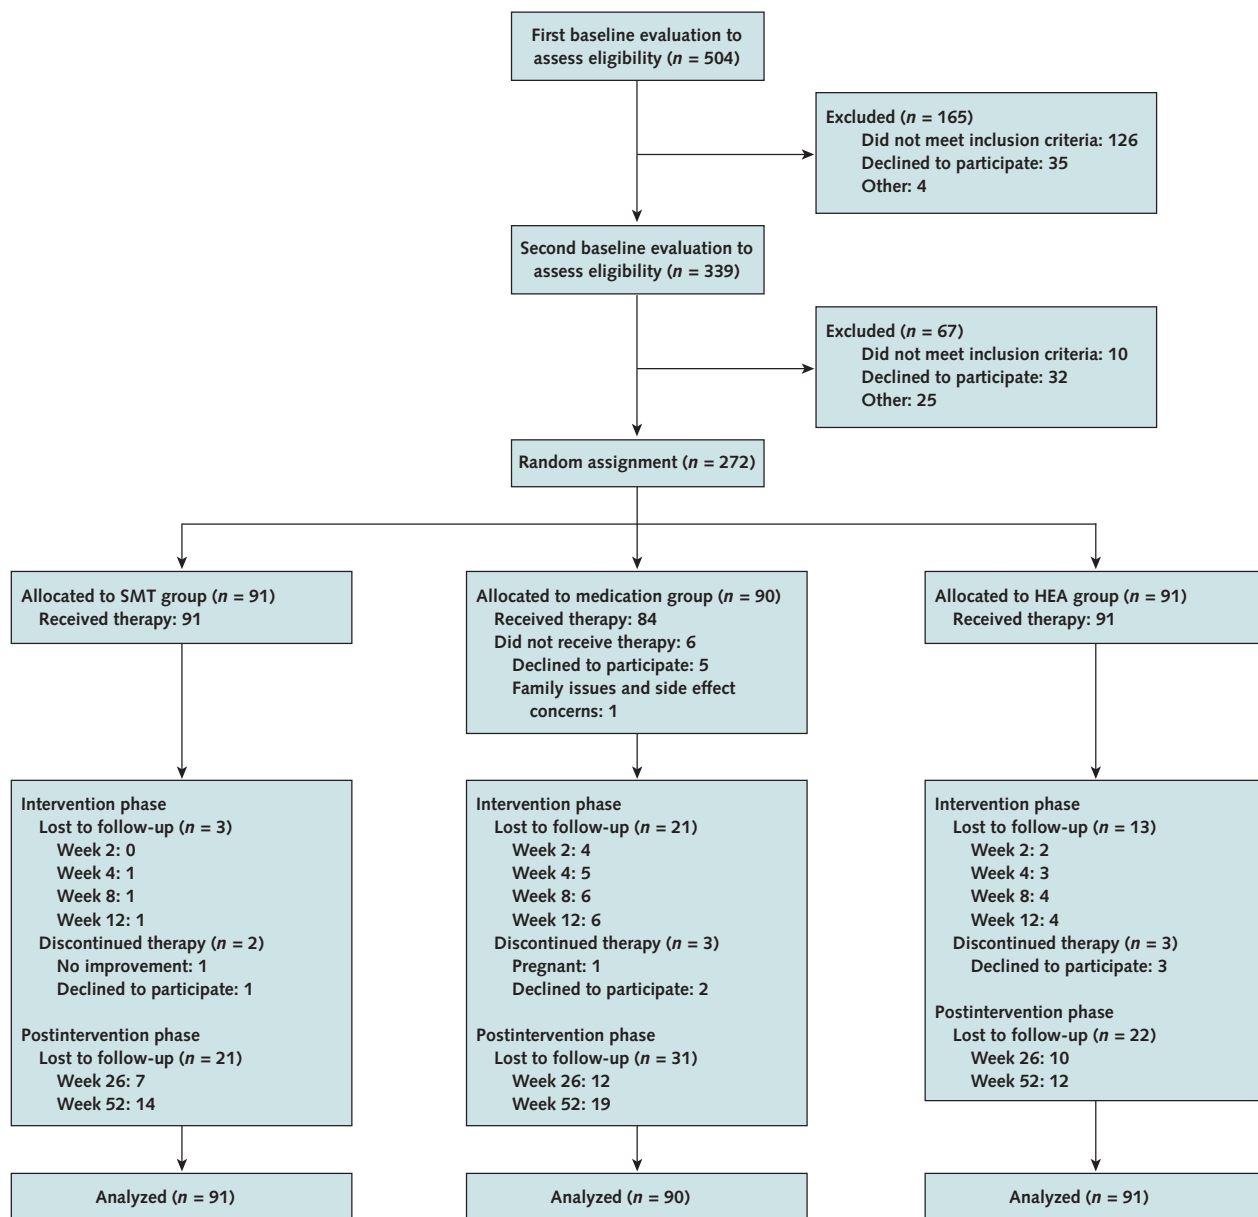 First baseline evaluation to
assess eligibility (n = 504)
Excluded (n = 165)
Did not meet inclusion criteria: 126
Declined to participate: 35
Other: 4
Second baseline evaluation to
assess eligibility (n = 339)
Excluded (n = 67)
Did not meet inclusion criteria: 10
Declined to participate: 32
Other: 25
Random assignment (n = 272)
Allocated to SMT group (n = 91)
Received therapy: 91
Allocated to medication group (n = 90)
Received therapy: 84
Did not receive therapy: 6
Declined to participate: 5
Family issues and side effect
concerns: 1
Allocated to HEA group (n = 91)
Received therapy: 91
Intervention phase
Lost to follow-up (n = 3)
Week 2: 0
Week 4: 1
Week 8: 1
Week 12: 1
Discontinued therapy (n = 2)
No improvement: 1
Declined to participate: 1
Postintervention phase
Lost to follow-up (n = 21)
Week 26: 7
Week 52: 14
Intervention phase
Lost to follow-up (n = 21)
Week 2: 4
Week 4: 5
Week 8: 6
Week 12: 6
Discontinued therapy (n = 3)
Pregnant: 1
Declined to participate: 2
Postintervention phase
Lost to follow-up (n = 31)
Week 26: 12
Week 52: 19
Intervention phase
Lost to follow-up (n = 13)
Week 2: 2
Week 4: 3
Week 8: 4
Week 12: 4
Discontinued therapy (n = 3)
Declined to participate: 3
Postintervention phase
Lost to follow-up (n = 22)
Week 26: 10
Week 52: 12
Analyzed (n = 91)
Analyzed (n = 90)
Analyzed (n = 91)